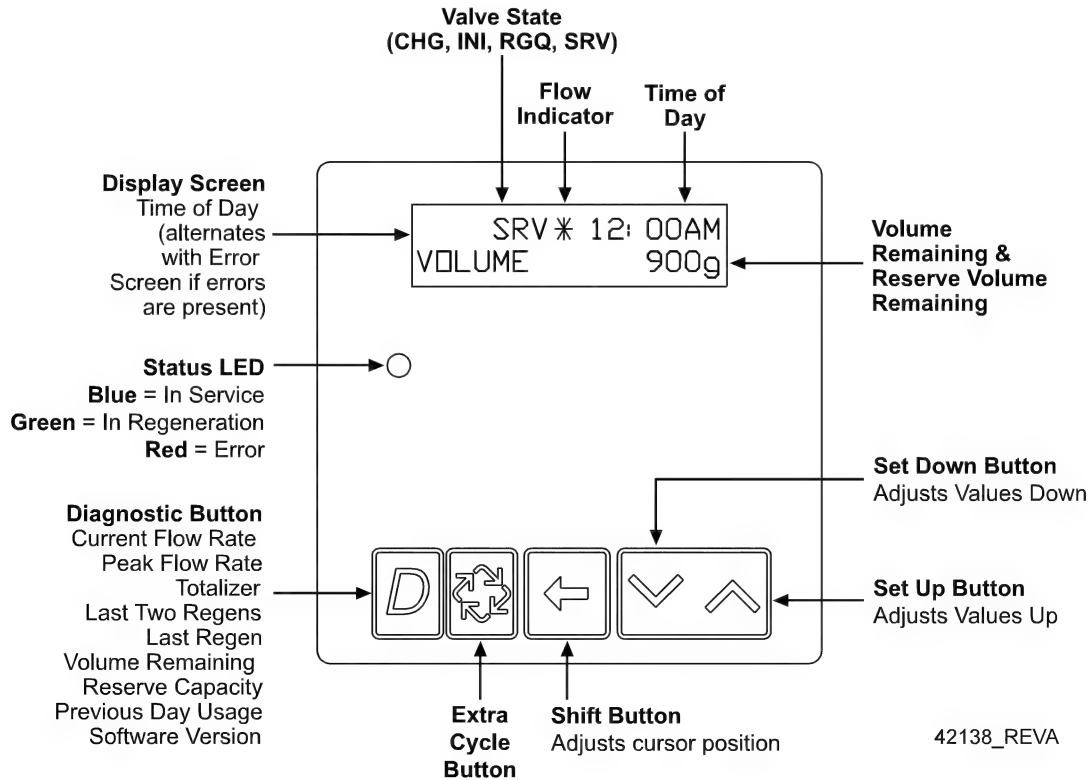 Valve State
(CHG, INI, RGQ, SRV)
Flow
Indicator
Time of
Day
Display Screen
Time of Day
(alternates
with Error
Screen if errors
are present)
SRV * 12: 00AM
VOLUME 900g
Volume
Remaining &
Reserve Volume
Remaining
Status LED
Blue = In Service
Green = In Regeneration
Red = Error
Diagnostic Button
Current Flow Rate
Peak Flow Rate
Totalizer
Last Two Regens
Last Regen
Volume Remaining
Reserve Capacity
Previous Day Usage
Software Version
D
Set Down Button
Adjusts Values Down
Set Up Button
Adjusts Values Up
Extra
Cycle
Button
Shift Button
Adjusts cursor position
42138_REVA